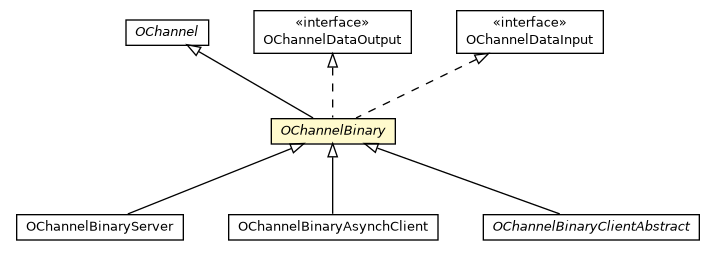 OChannel
«interface»
OChannelDataOutput
«interface»
OChannelDataInput
OChannelBinary
OChannelBinaryServer
OChannelBinaryAsynchClient
OChannelBinaryClientAbstract